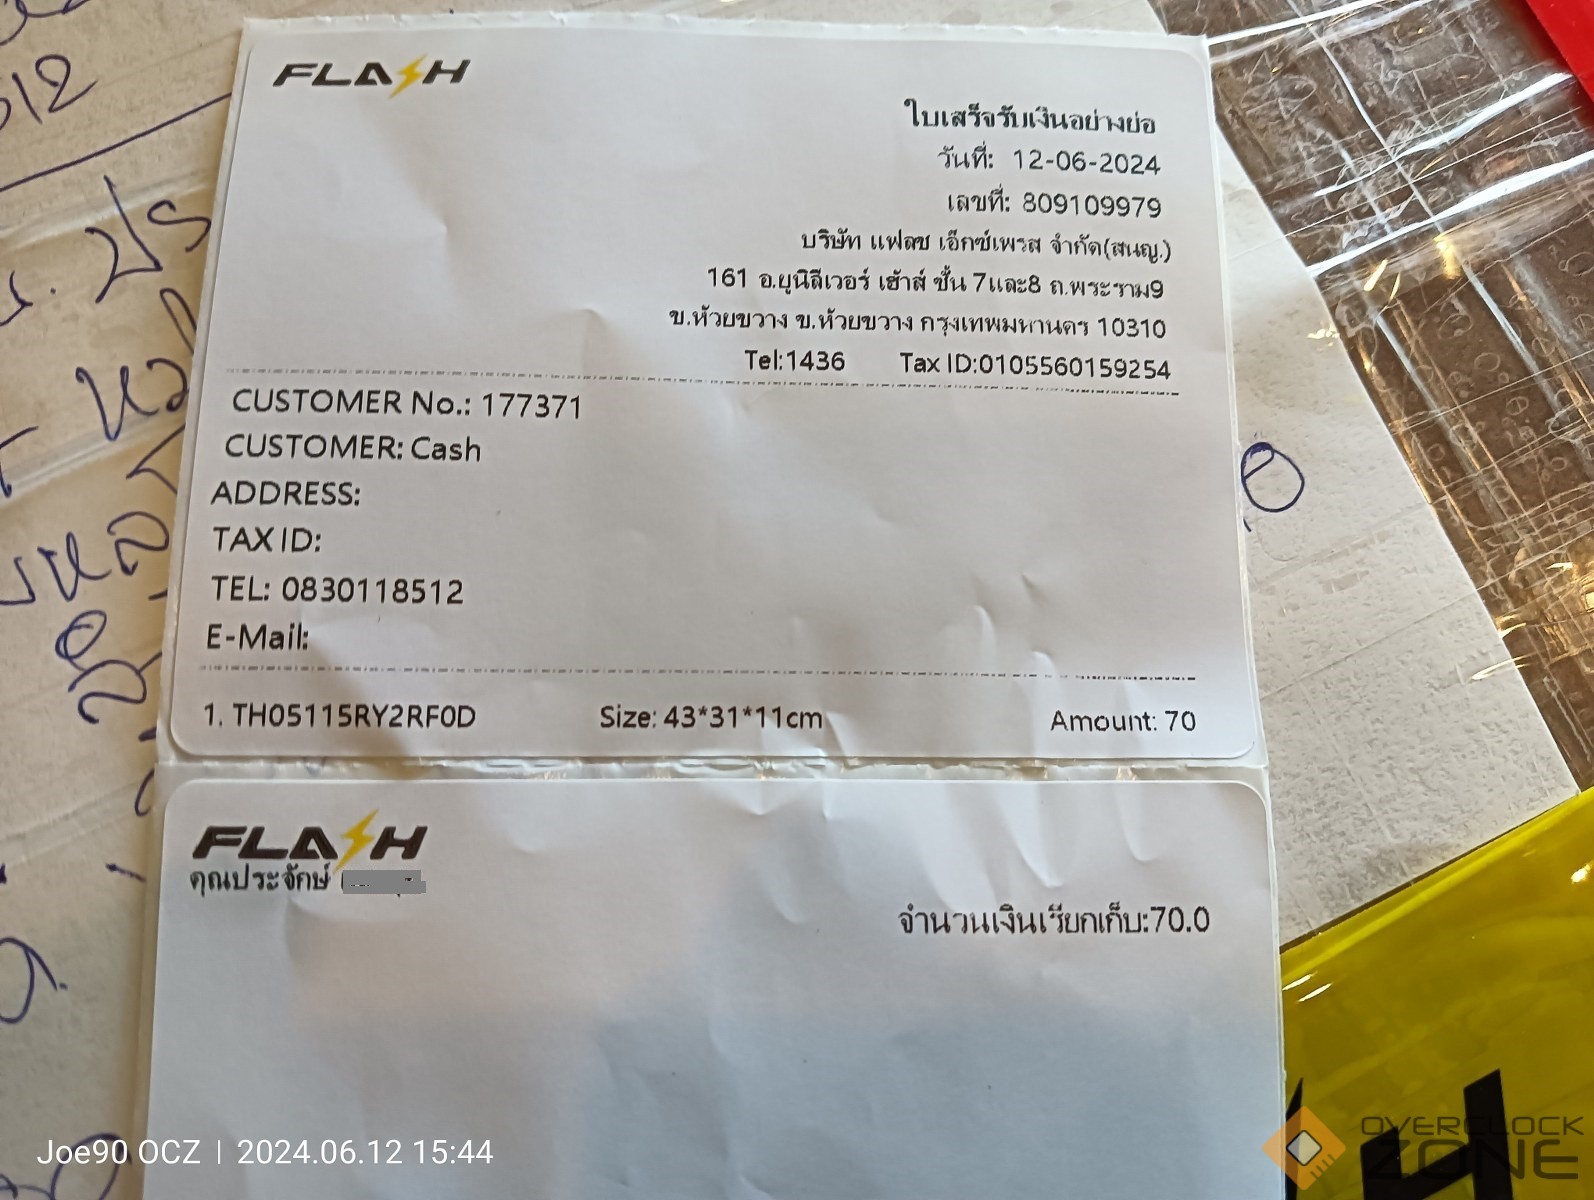 FLASH
ใบเสร็จรับเงินอย่างย่อ
วันที่: 12-06-2024
เลขที่: 809109979
บริษัท แฟลช เอ็กซ์เพรส จำกัด(สนญ.)
161 อ.ยูนิลีเวอร์ เฮ้าส์ ชั้น 7และ8 ถ.พระราม9
ข.ห้วยขวาง ข.ห้วยขวาง กรุงเทพมหานคร 10310
Tel:1436 Tax ID:0105560159254
CUSTOMER No.: 177371
CUSTOMER: Cash
ADDRESS:
TAX ID:
TEL: 0830118512
E-Mail:
1. TH05115RY2RF0D Size: 43*31*11cm Amount: 70
FLASH
คุณประจักษ์
จำนวนเงินเรียกเก็บ:70.0
Joe90 OCZ | 2024.06.12 15:44
OVERCLOCK
ZONE